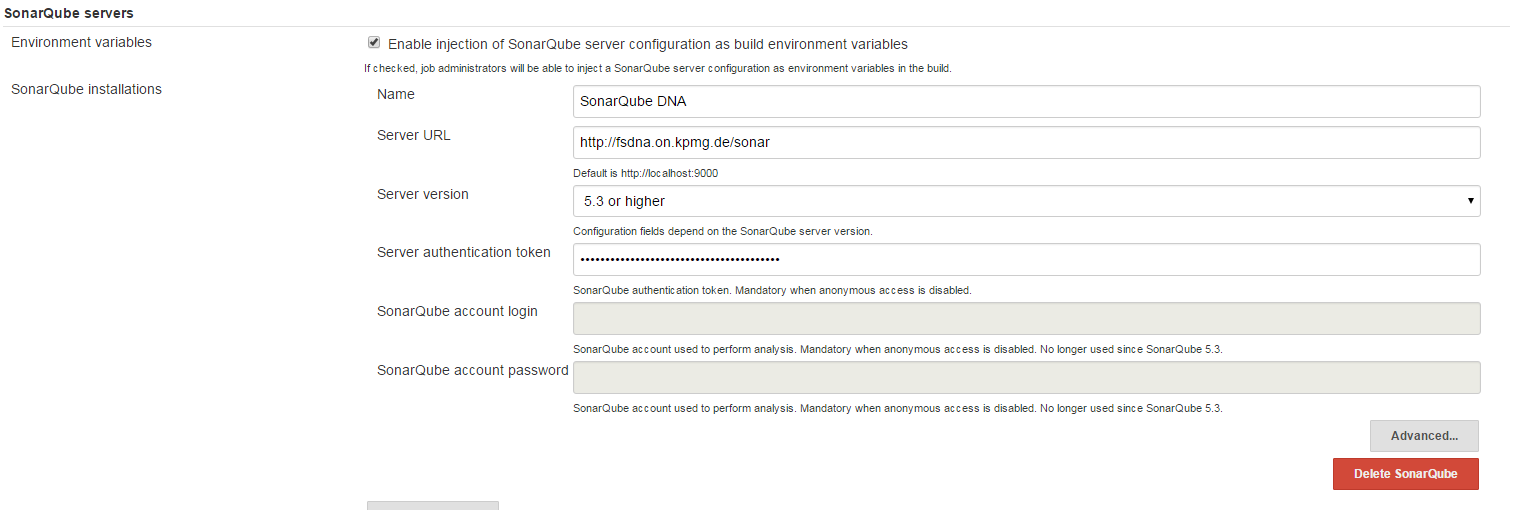 SonarQube servers
Environment variables
Enable injection of SonarQube server configuration as build environment variables
If checked, job administrators will be able to inject a SonarQube server configuration as environment variables in the build.
SonarQube installations
Name
SonarQube DNA
Server URL
http://fsdna.on.kpmg.de/sonar
Default is http://localhost:9000
Server version
5.3 or higher
Configuration fields depend on the SonarQube server version.
Server authentication token
••••••••••••••••••••••••••••••••••••••••
SonarQube authentication token. Mandatory when anonymous access is disabled.
SonarQube account login
SonarQube account used to perform analysis. Mandatory when anonymous access is disabled. No longer used since SonarQube 5.3.
SonarQube account password
SonarQube account used to perform analysis. Mandatory when anonymous access is disabled. No longer used since SonarQube 5.3.
Advanced...
Delete SonarQube